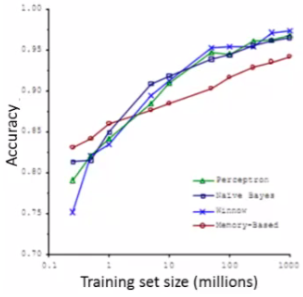 1.00
0.95
0.90
0.85
0.80
0.75
0.70
Accuracy
Perceptron
Naive Bayes
Winnow
Memory-Based
0.1 1 10 100 1000
Training set size (millions)